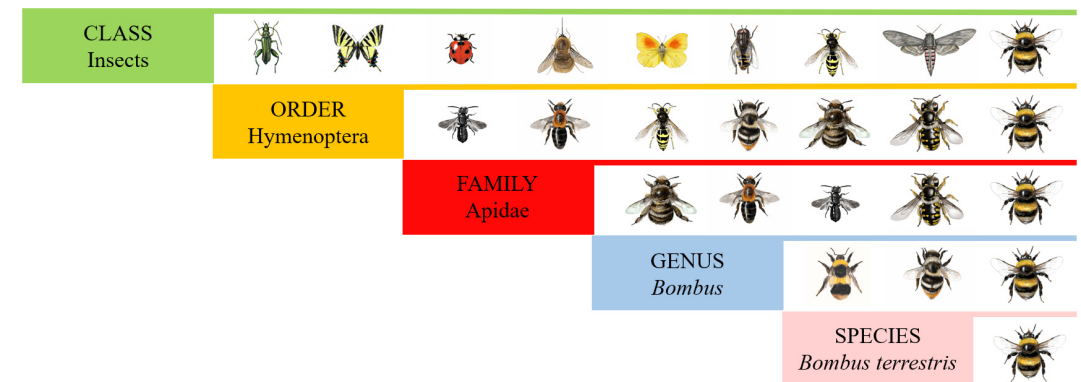 CLASS
Insects
ORDER
Hymenoptera
FAMILY
Apidae
GENUS
Bombus
SPECIES
Bombus terrestris